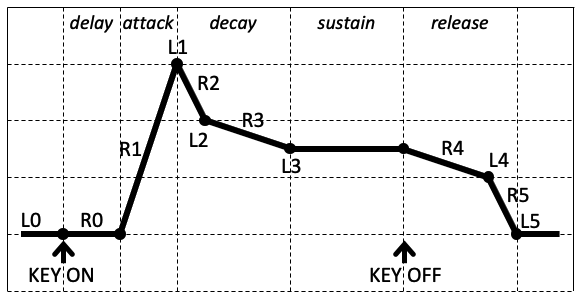 delay attack decay sustain release
L1
R2
R3
L2
R1
R4
L3
L4
R5
L0 R0 L5
KEY ON KEY OFF